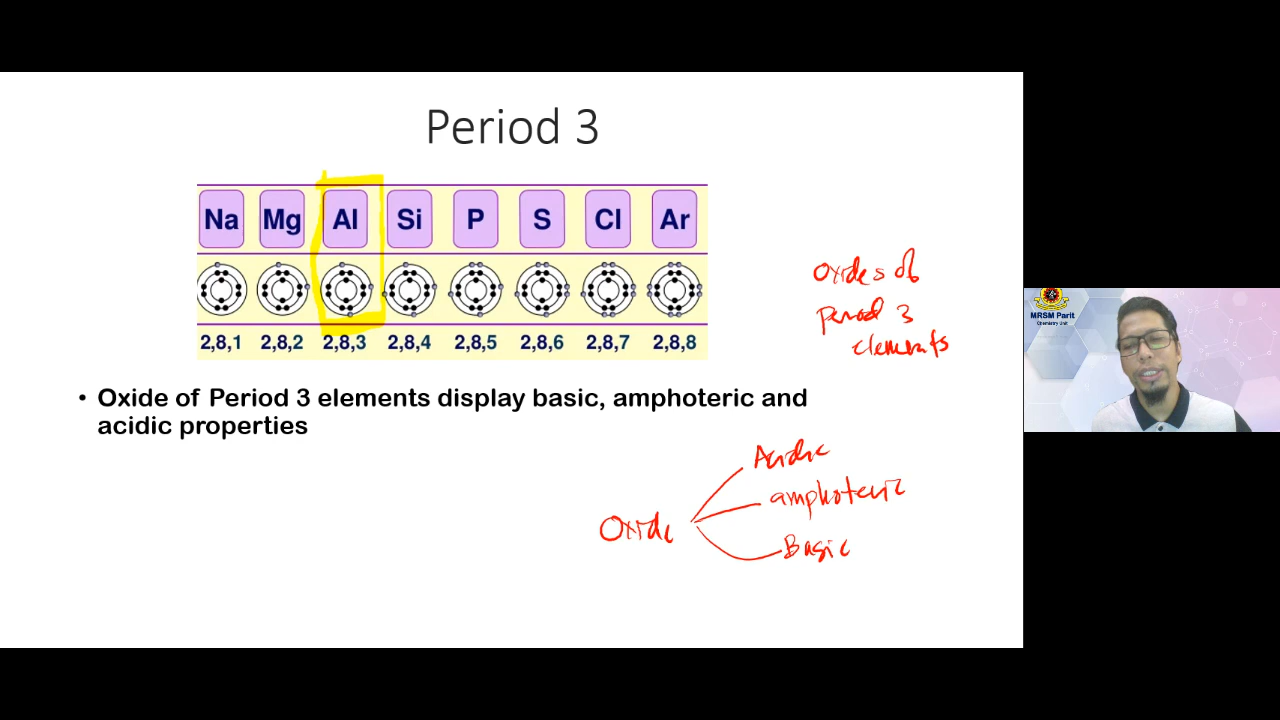 Period 3
Na Mg Al Si P S Cl Ar
2,8,1 2,8,2 2,8,3 2,8,4 2,8,5 2,8,6 2,8,7 2,8,8
Oxides of
period 3
elements
MRSM Parit
Chemistry Unit
• Oxide of Period 3 elements display basic, amphoteric and
acidic properties
Acidic
amphoteric
Oxide
Basic